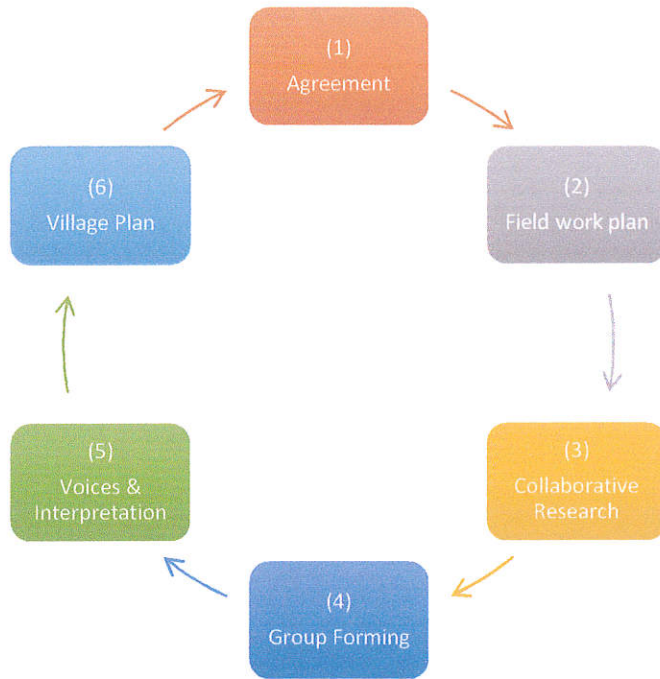 (1)
Agreement
(2)
Field work plan
(3)
Collaborative
Research
(4)
Group Forming
(5)
Voices &
Interpretation
(6)
Village Plan